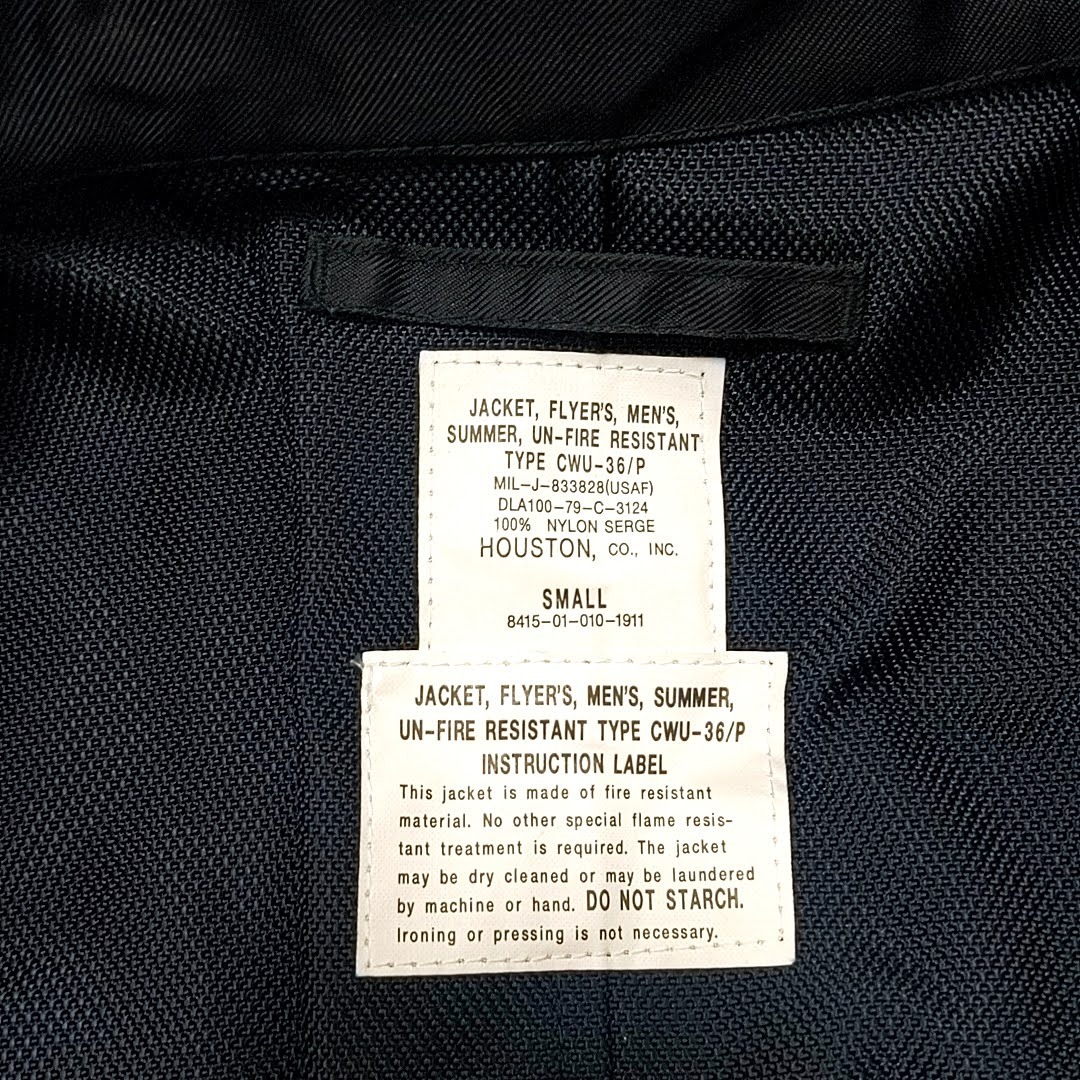 JACKET, FLYER'S, MEN'S,
SUMMER, UN-FIRE RESISTANT
TYPE CWU-36/P
MIL-J-833828(USAF)
DLA100-79-C-3124
100% NYLON SERGE
HOUSTON, CO., INC.
SMALL
8415-01-010-1911
JACKET, FLYER'S, MEN'S, SUMMER,
UN-FIRE RESISTANT TYPE CWU-36/P
INSTRUCTION LABEL
This jacket is made of fire resistant
material. No other special flame resis-
tant treatment is required. The jacket
may be dry cleaned or may be laundered
by machine or hand. DO NOT STARCH.
Ironing or pressing is not necessary.